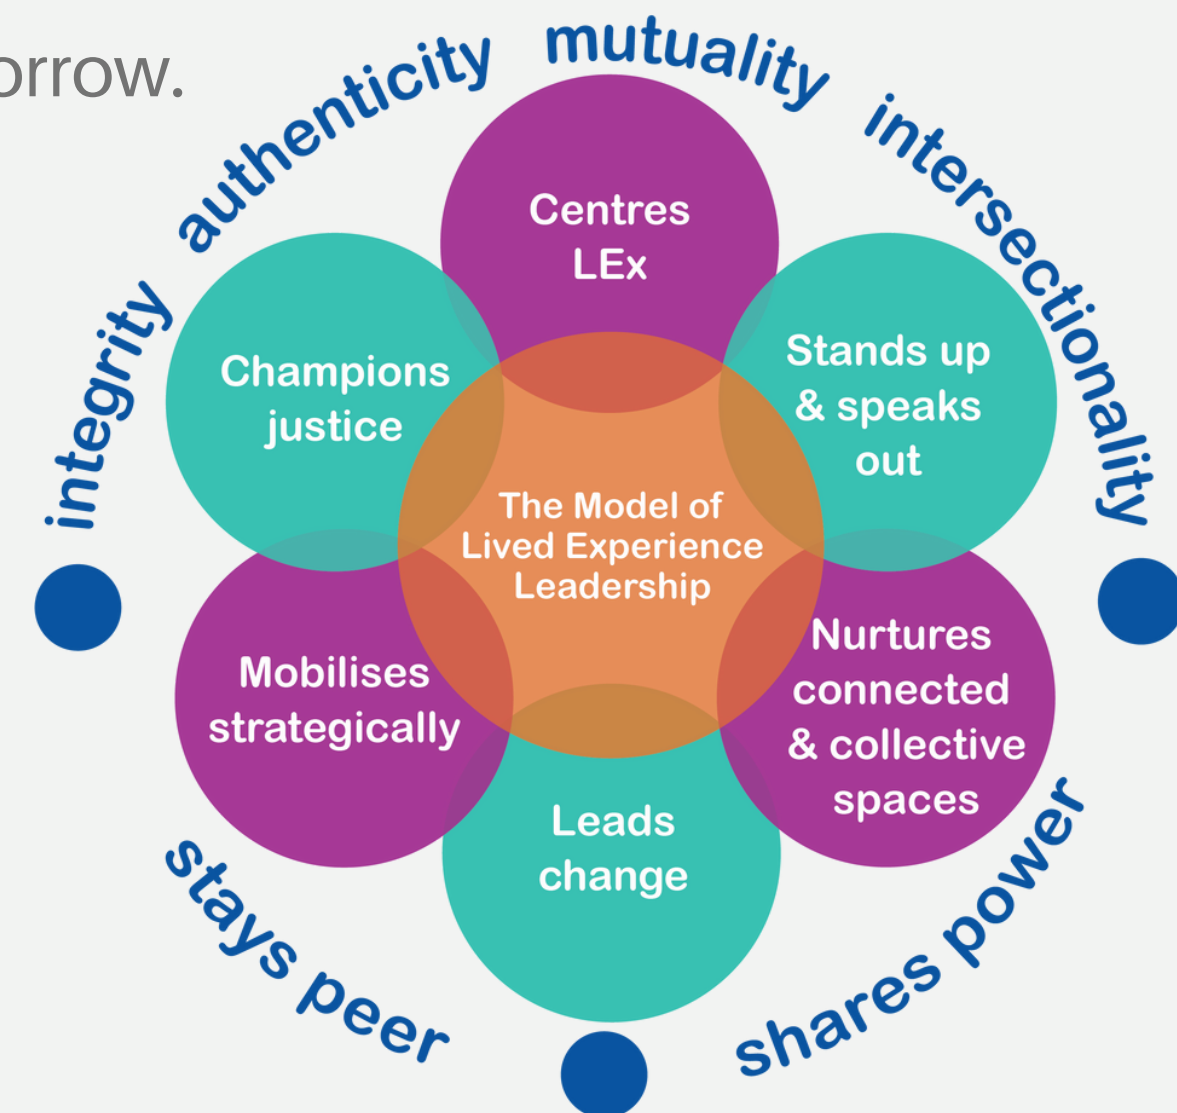 orrow.
integrity authenticity mutuality intersectionality
Centres
LEx
Champions
justice
Stands up
& speaks
out
The Model of
Lived Experience
Leadership
Mobilises
strategically
Nurtures
connected
& collective
spaces
Leads
change
stays peer
shares power